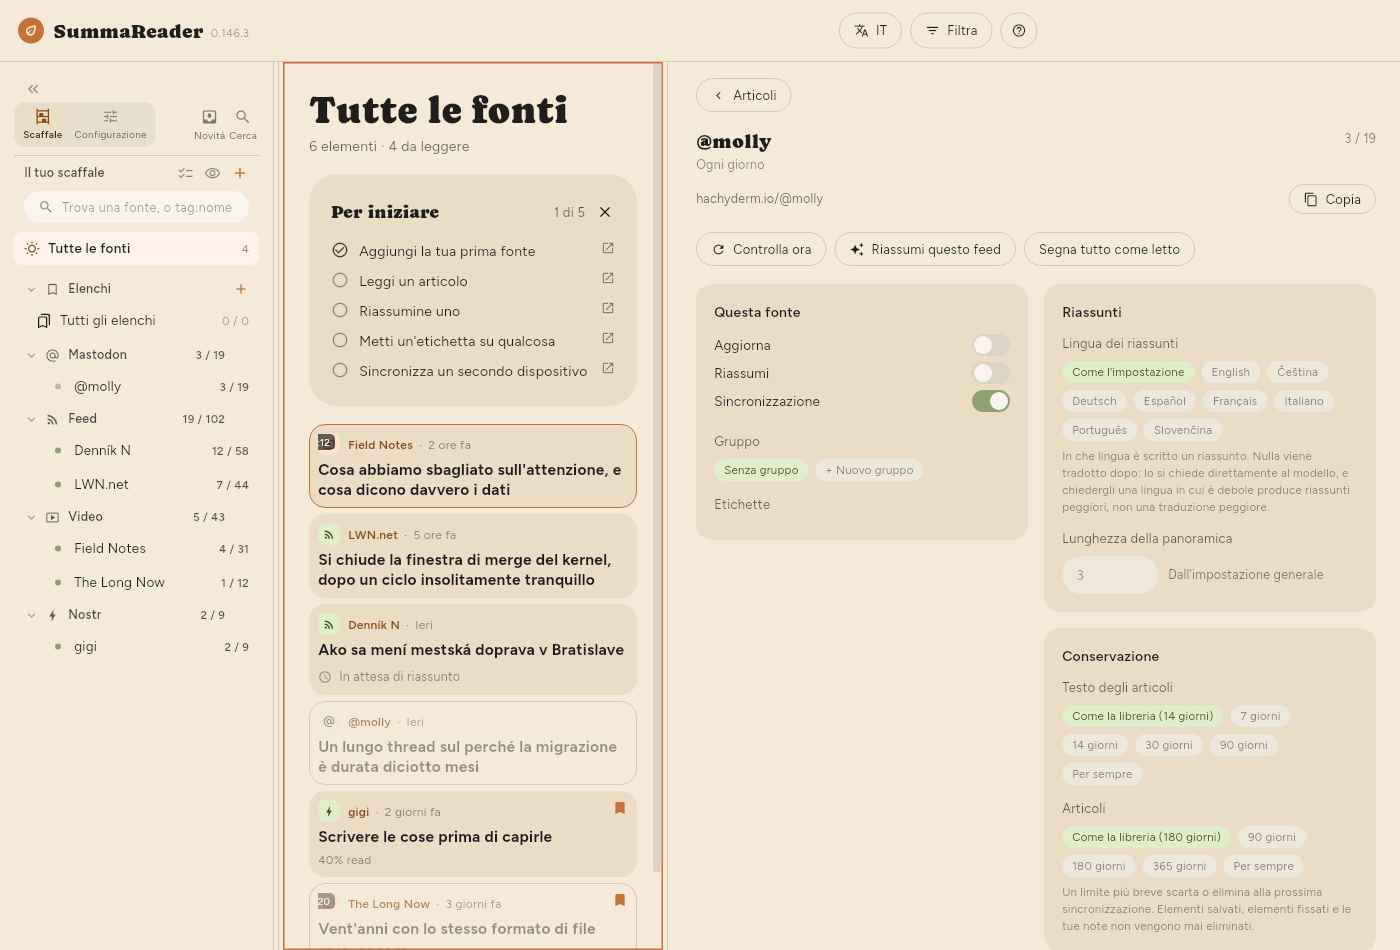 SummaReader 0.146.3
IT
Filtra
Scaffale
Configurazione
Novità
Cerca
Il tuo scaffale
Trova una fonte, o tag:nome
Tutte le fonti 4
Elenchi
Tutti gli elenchi 0 / 0
Mastodon 3 / 19
@molly 3 / 19
Feed 19 / 102
Denník N 12 / 58
LWN.net 7 / 44
Video 5 / 43
Field Notes 4 / 31
The Long Now 1 / 12
Nostr 2 / 9
gigi 2 / 9
Tutte le fonti
6 elementi · 4 da leggere
Per iniziare 1 di 5
Aggiungi la tua prima fonte
Leggi un articolo
Riassumine uno
Metti un'etichetta su qualcosa
Sincronizza un secondo dispositivo
:12 Field Notes · 2 ore fa
Cosa abbiamo sbagliato sull'attenzione, e
cosa dicono davvero i dati
LWN.net · 5 ore fa
Si chiude la finestra di merge del kernel,
dopo un ciclo insolitamente tranquillo
Denník N · Ieri
Ako sa mení mestská doprava v Bratislave
In attesa di riassunto
@molly · Ieri
Un lungo thread sul perché la migrazione
è durata diciotto mesi
gigi · 2 giorni fa
Scrivere le cose prima di capirle
40% read
20 The Long Now · 3 giorni fa
Vent'anni con lo stesso formato di file
Articoli
@molly 3 / 19
Ogni giorno
hachyderm.io/@molly
Copia
Controlla ora
Riassumi questo feed
Segna tutto come letto
Questa fonte
Aggiorna
Riassumi
Sincronizzazione
Gruppo
Senza gruppo
+ Nuovo gruppo
Etichette
Riassunti
Lingua dei riassunti
Come l'impostazione English Čeština
Deutsch Español Français Italiano
Português Slovenčina
In che lingua è scritto un riassunto. Nulla viene
tradotto dopo: lo si chiede direttamente al modello, e
chiedergli una lingua in cui è debole produce riassunti
peggiori, non una traduzione peggiore.
Lunghezza della panoramica
3 Dall'impostazione generale
Conservazione
Testo degli articoli
Come la libreria (14 giorni) 7 giorni
14 giorni 30 giorni 90 giorni
Per sempre
Articoli
Come la libreria (180 giorni) 90 giorni
180 giorni 365 giorni Per sempre
Un limite più breve scarta o elimina alla prossima
sincronizzazione. Elementi salvati, elementi fissati e le
tue note non vengono mai eliminati.